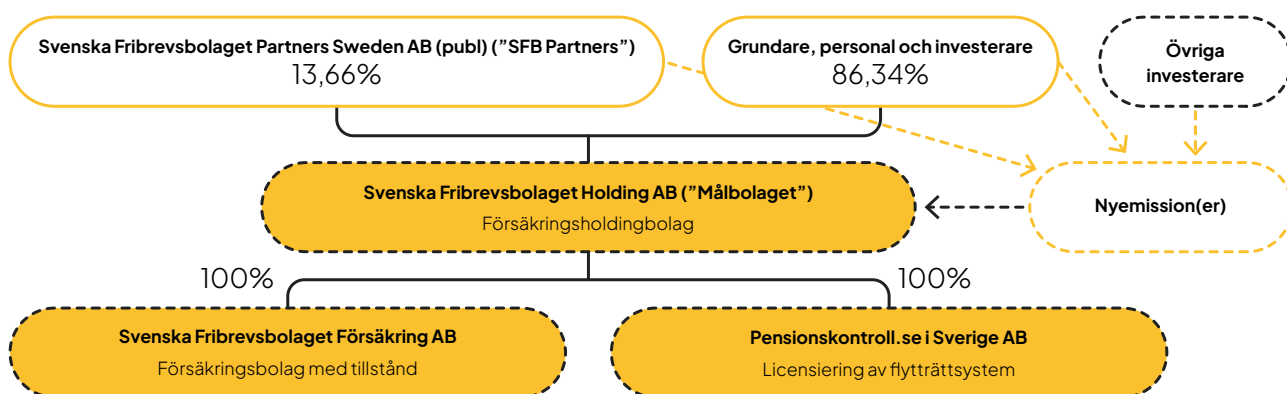 Svenska Fribrevsbolaget Partners Sweden AB (publ) (”SFB Partners”)
13,66%
Grundare, personal och investerare
86,34%
Övriga
investerare
Svenska Fribrevsbolaget Holding AB (”Målbolaget”)
Försäkringsholdingbolag
Nyemission(er)
100%
100%
Svenska Fribrevsbolaget Försäkring AB
Försäkringsbolag med tillstånd
Pensionskontroll.se i Sverige AB
Licensiering av flytträttsystem